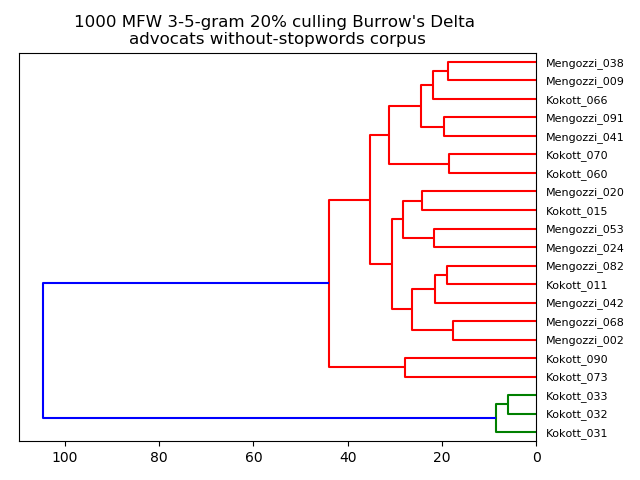 1000 MFW 3-5-gram 20% culling Burrow's Delta
advocats without-stopwords corpus
Mengozzi_038
Mengozzi_009
Kokott_066
Mengozzi_091
Mengozzi_041
Kokott_070
Kokott_060
Mengozzi_020
Kokott_015
Mengozzi_053
Mengozzi_024
Mengozzi_082
Kokott_011
Mengozzi_042
Mengozzi_068
Mengozzi_002
Kokott_090
Kokott_073
Kokott_033
Kokott_032
Kokott_031
100 80 60 40 20 0